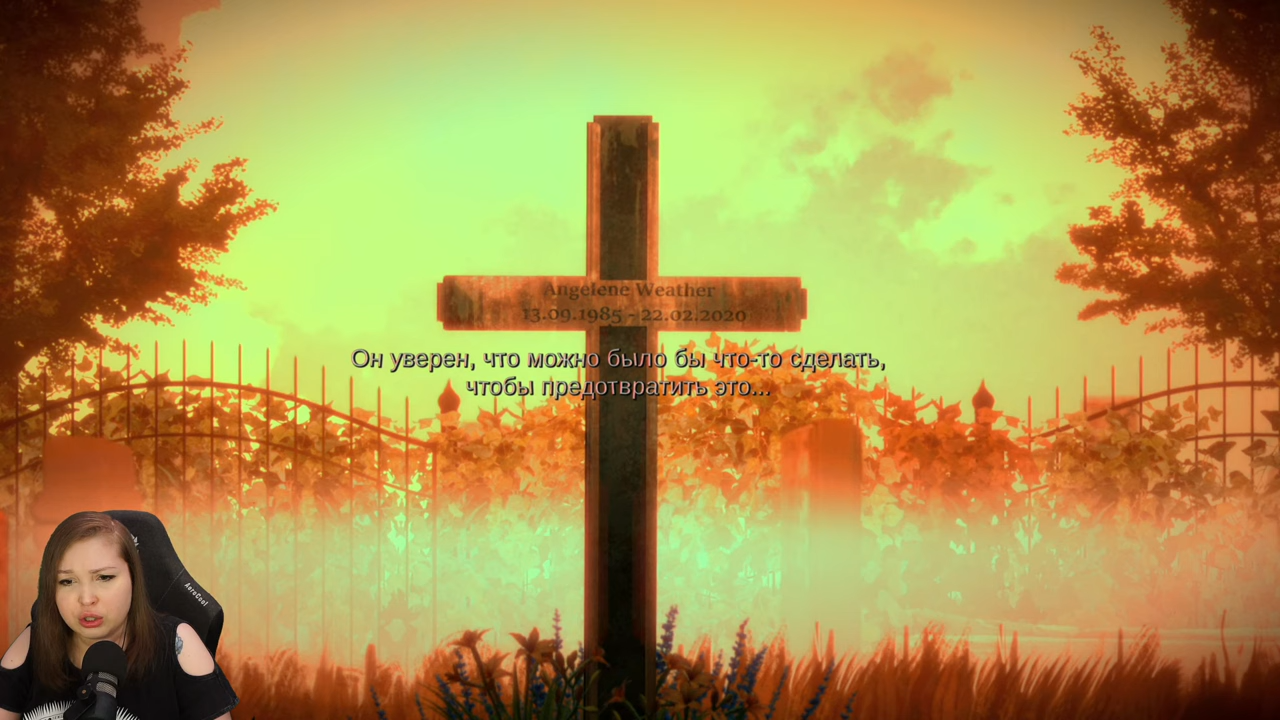 Angelene Weather
13.09.1985 - 22.02.2020
Он уверен, что можно было бы что-то сделать,
чтобы предотвратить это...
AeroCool